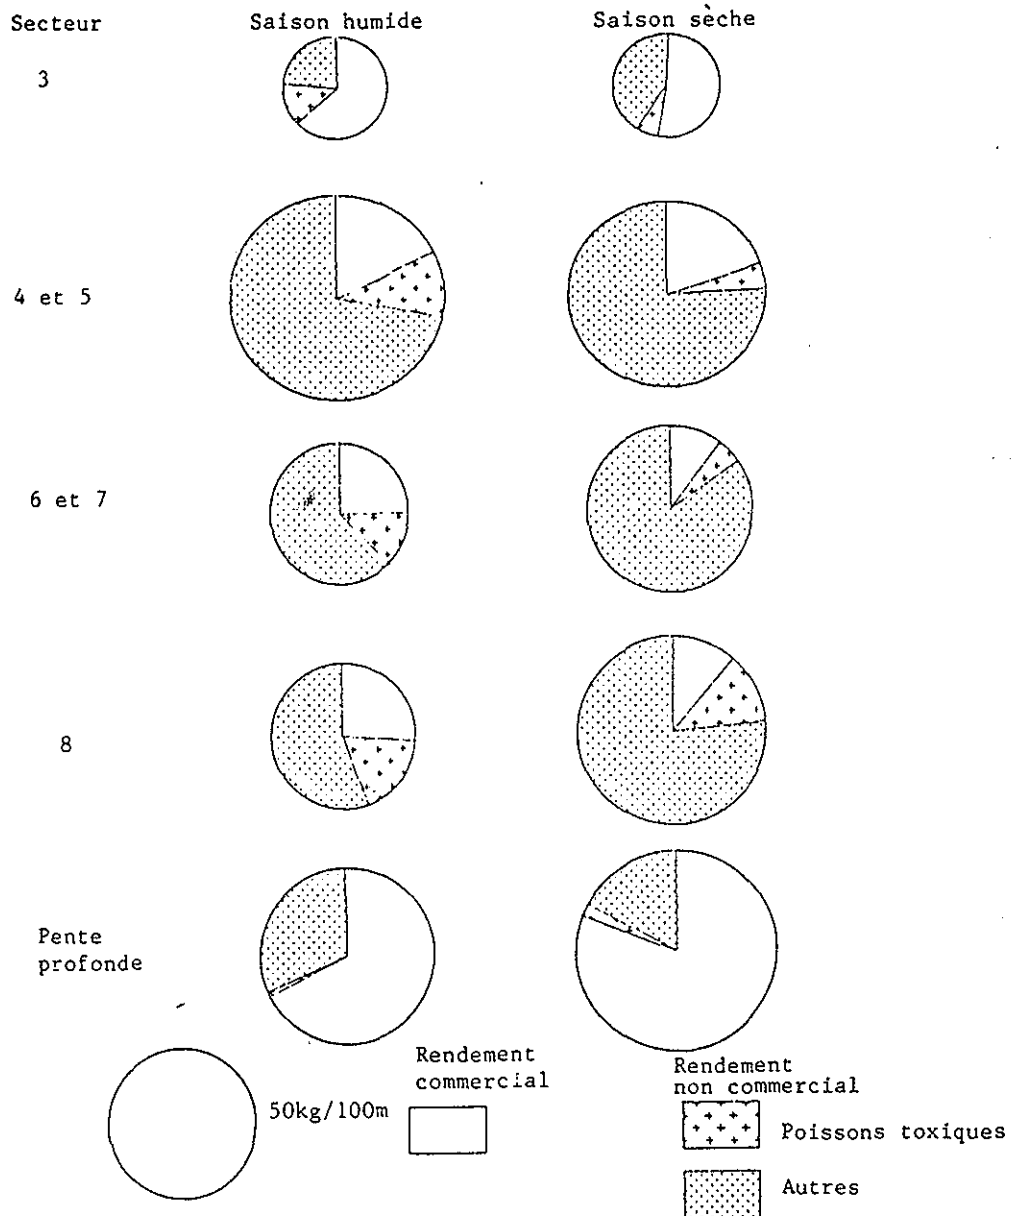 Secteur
Saison humide
Saison sèche
3
4 et 5
6 et 7
8
Pente
profonde
50kg/100m
Rendement
commercial
Rendement
non commercial
Poissons toxiques
Autres